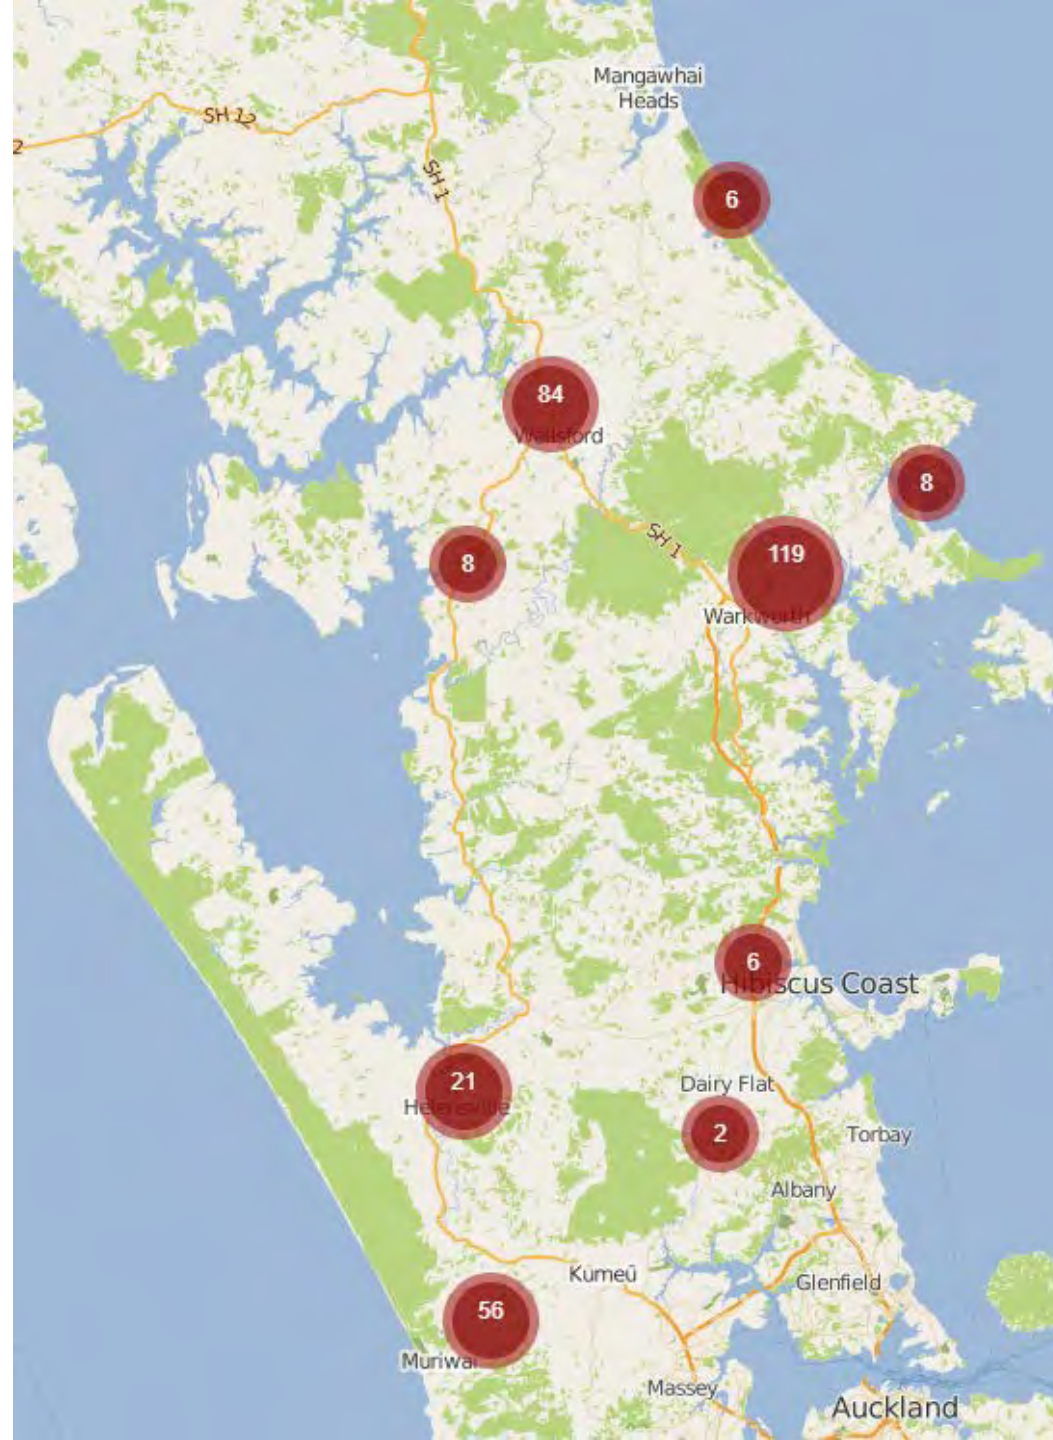 Mangawhai
Heads
SH 12
2
SH 1
6
84
Wellsford
8
8
SH 1
119
Warkworth
6
Hibiscus Coast
21
Helensville
Dairy Flat
2
Torbay
Albany
Kumeū
Glenfield
56
Muriwai
Massey
Auckland